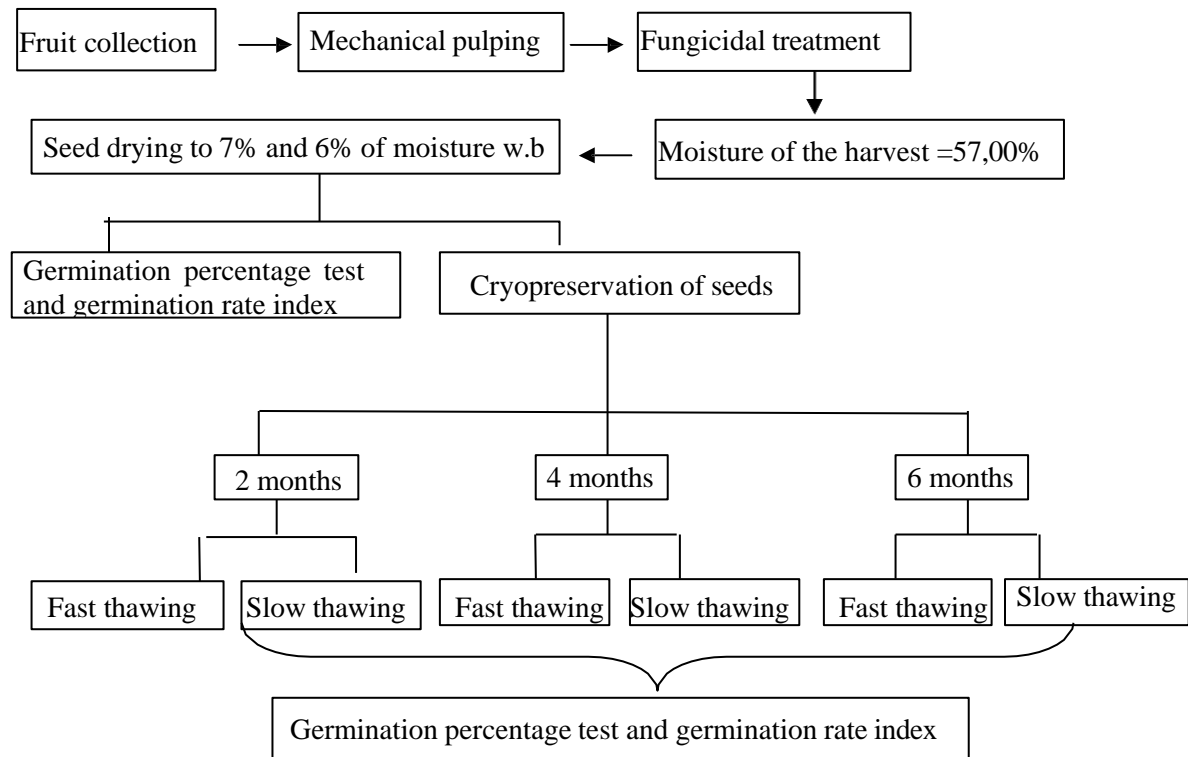 Fruit collection
Mechanical pulping
Fungicidal treatment
Seed drying to 7% and 6% of moisture w.b
Moisture of the harvest =57,00%
Germination percentage test
and germination rate index
Cryopreservation of seeds
2 months
4 months
6 months
Fast thawing
Slow thawing
Fast thawing
Slow thawing
Fast thawing
Slow thawing
Germination percentage test and germination rate index